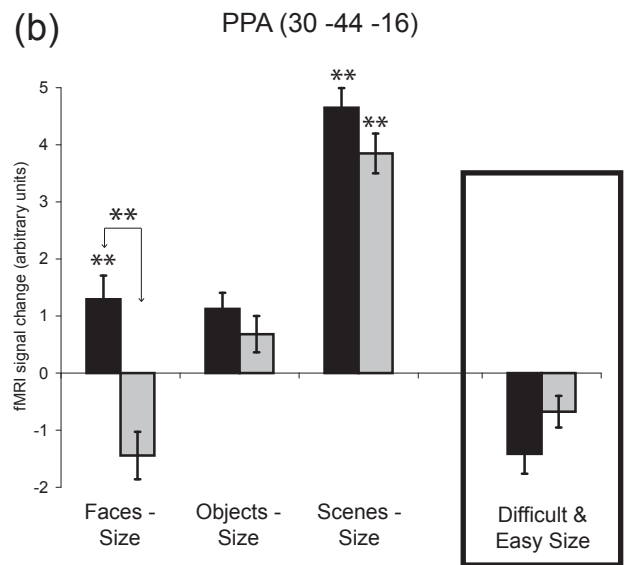 (b)
PPA (30 -44 -16)
fMRI signal change (arbitrary units)
5
4
3
2
1
0
-1
-2
**
**
**
**
Faces -
Size
Objects -
Size
Scenes -
Size
Difficult &
Easy Size